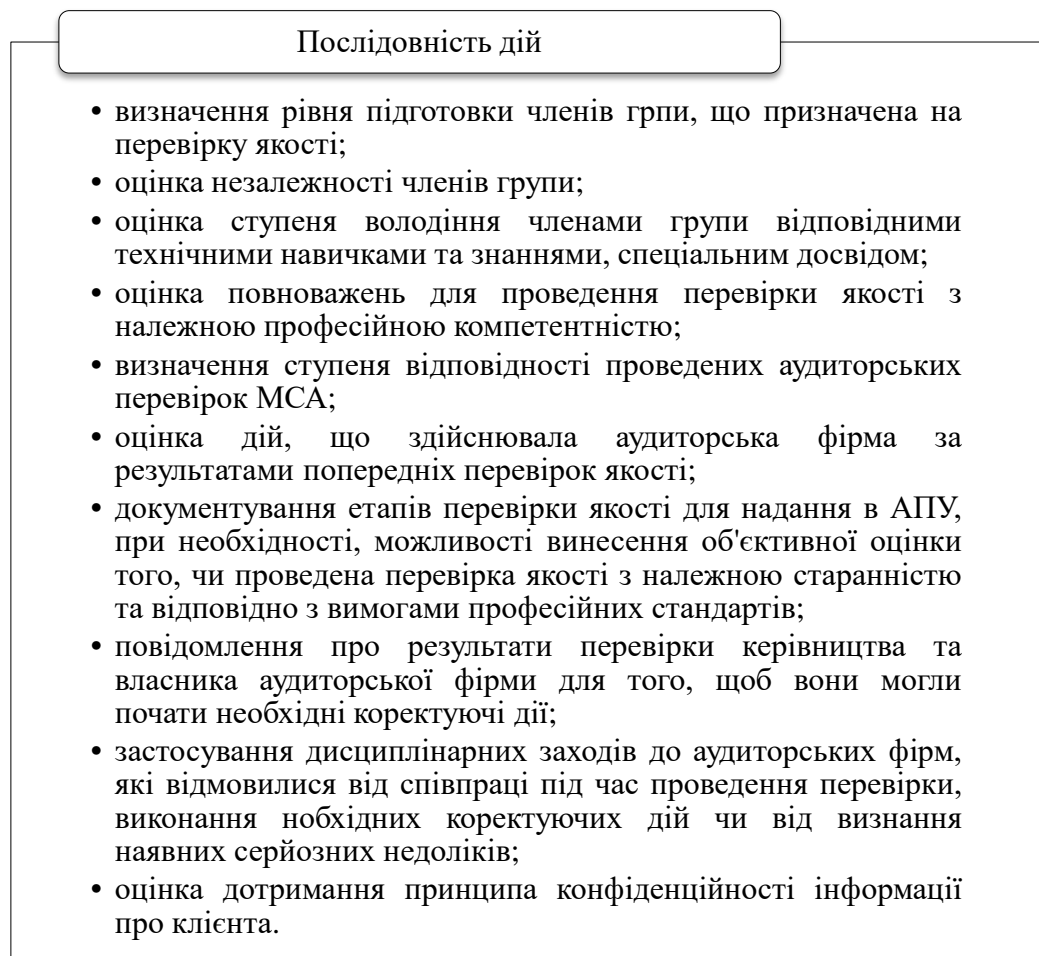 Послідовність дій
• визначення рівня підготовки членів грпи, що призначена на
перевірку якості;
• оцінка незалежності членів групи;
• оцінка ступеня володіння членами групи відповідними
технічними навичками та знаннями, спеціальним досвідом;
• оцінка повноважень для проведення перевірки якості з
належною професійною компетентністю;
• визначення ступеня відповідності проведених аудиторських
перевірок МСА;
• оцінка дій, що здійснювала аудиторська фірма за
результатами попередніх перевірок якості;
• документування етапів перевірки якості для надання в АПУ,
при необхідності, можливості винесення об'єктивної оцінки
того, чи проведена перевірка якості з належною старанністю
та відповідно з вимогами професійних стандартів;
• повідомлення про результати перевірки керівництва та
власника аудиторської фірми для того, щоб вони могли
почати необхідні коректуючі дії;
• застосування дисциплінарних заходів до аудиторських фірм,
які відмовилися від співпраці під час проведення перевірки,
виконання нобхідних коректуючих дій чи від визнання
наявних серйозних недоліків;
• оцінка дотримання принципа конфіденційності інформації
про клієнта.